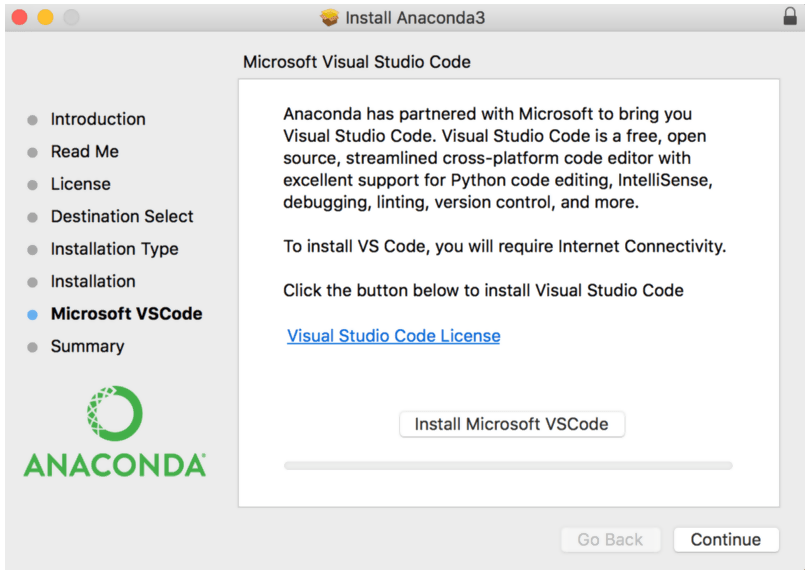 Install Anaconda3
Microsoft Visual Studio Code
Introduction
Read Me
License
Destination Select
Installation Type
Installation
Microsoft VSCode
Summary
ANACONDA
Anaconda has partnered with Microsoft to bring you
Visual Studio Code. Visual Studio Code is a free, open
source, streamlined cross-platform code editor with
excellent support for Python code editing, IntelliSense,
debugging, linting, version control, and more.
To install VS Code, you will require Internet Connectivity.
Click the button below to install Visual Studio Code
Visual Studio Code License
Install Microsoft VSCode
Go Back
Continue